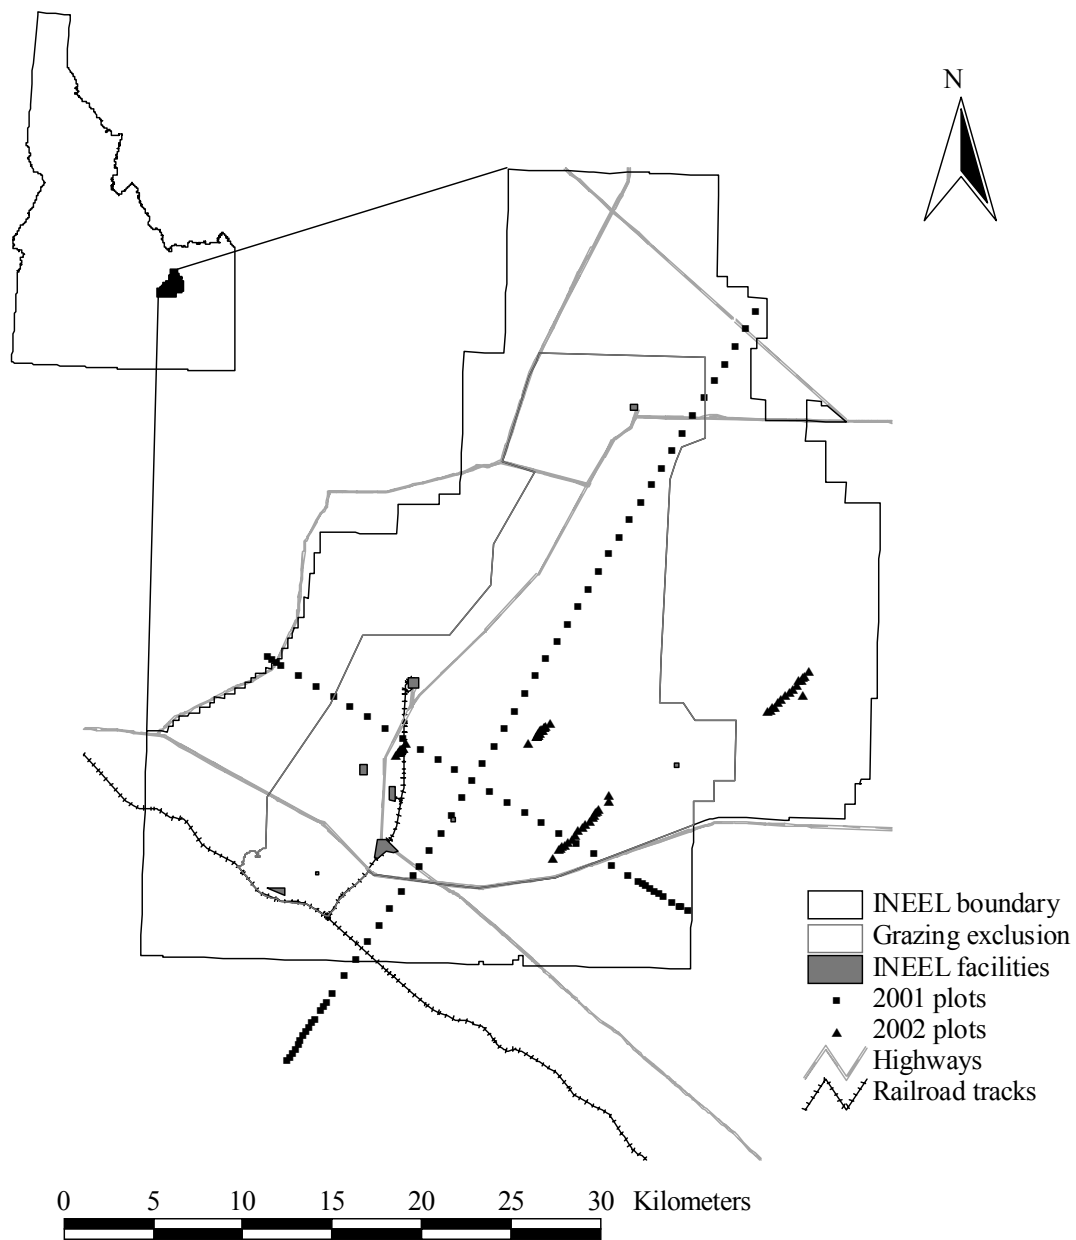 N
INEEL boundary
Grazing exclusion
INEEL facilities
2001 plots
2002 plots
Highways
Railroad tracks
0 5 10 15 20 25 30 Kilometers